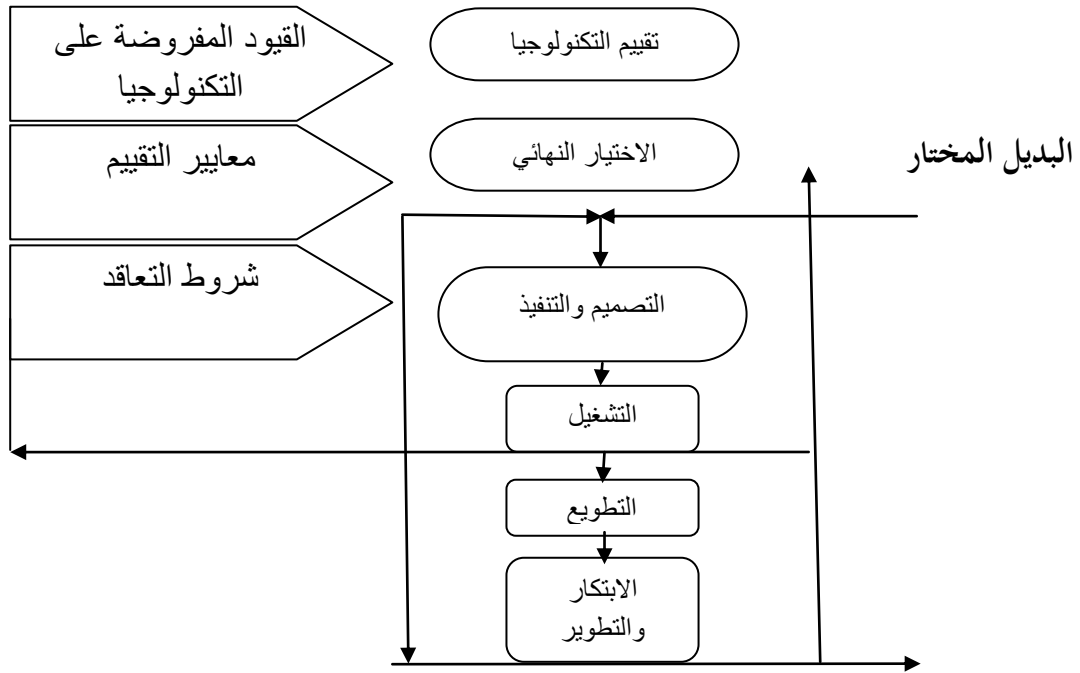 القيود المفروضة على
التكنولوجيا
تقييم التكنولوجيا
معايير التقييم
الاختيار النهائي
البديل المختار
شروط التعاقد
التصميم والتنفيذ
التشغيل
التطويع
الابتكار
والتطوير